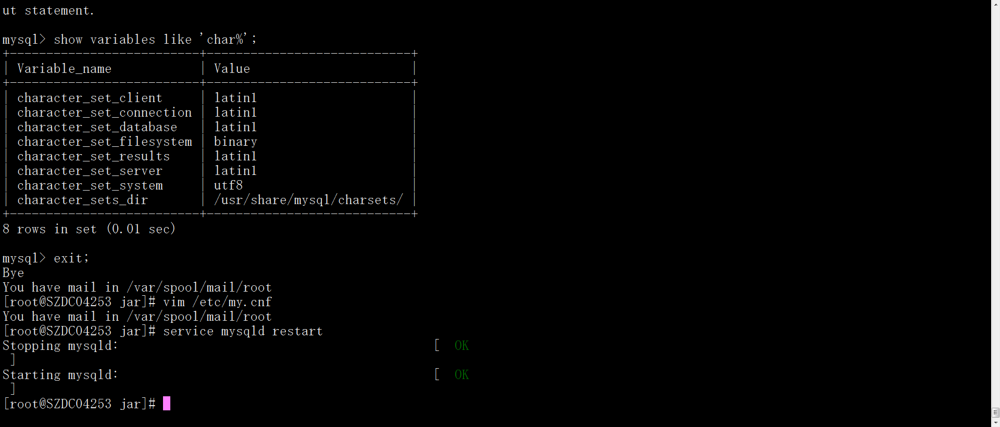 ut statement.
mysql> show variables like 'char%';
+--------------------------+----------------------------+
| Variable_name            | Value                      |
+--------------------------+----------------------------+
| character_set_client     | latin1                     |
| character_set_connection | latin1                     |
| character_set_database   | latin1                     |
| character_set_filesystem | binary                     |
| character_set_results    | latin1                     |
| character_set_server     | latin1                     |
| character_set_system     | utf8                       |
| character_sets_dir       | /usr/share/mysql/charsets/ |
+--------------------------+----------------------------+
8 rows in set (0.01 sec)
mysql> exit;
Bye
You have mail in /var/spool/mail/root
[root@SZDC04253 jar]# vim /etc/my.cnf
You have mail in /var/spool/mail/root
[root@SZDC04253 jar]# service mysqld restart
Stopping mysqld:                                           [  OK
 ]
Starting mysqld:                                           [  OK
 ]
[root@SZDC04253 jar]#